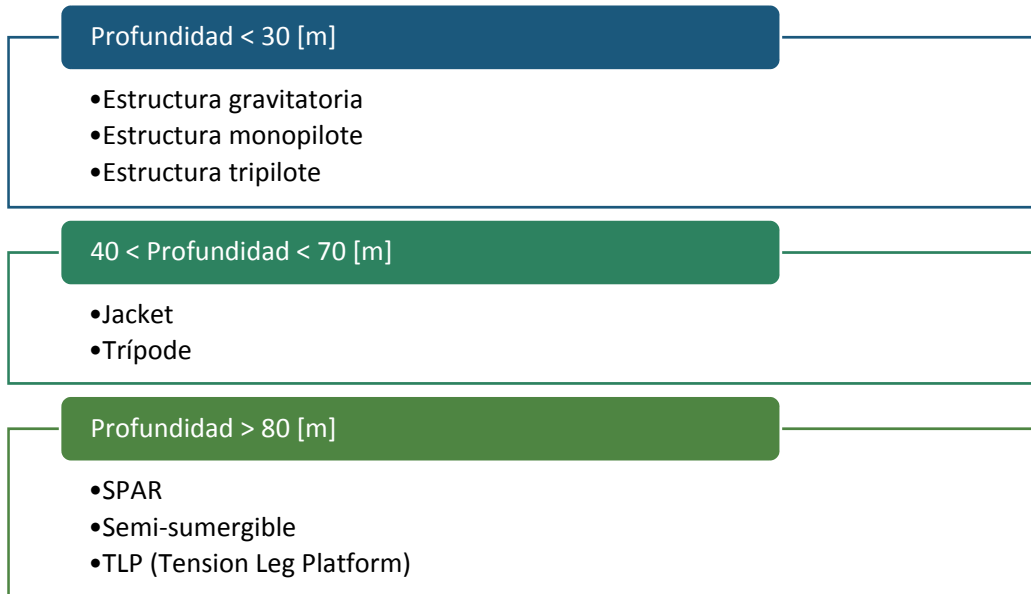 Profundidad < 30 [m]
•Estructura gravitatoria
•Estructura monopilote
•Estructura tripilote
40 < Profundidad < 70 [m]
•Jacket
•Trípode
Profundidad > 80 [m]
•SPAR
•Semi-sumergible
•TLP (Tension Leg Platform)